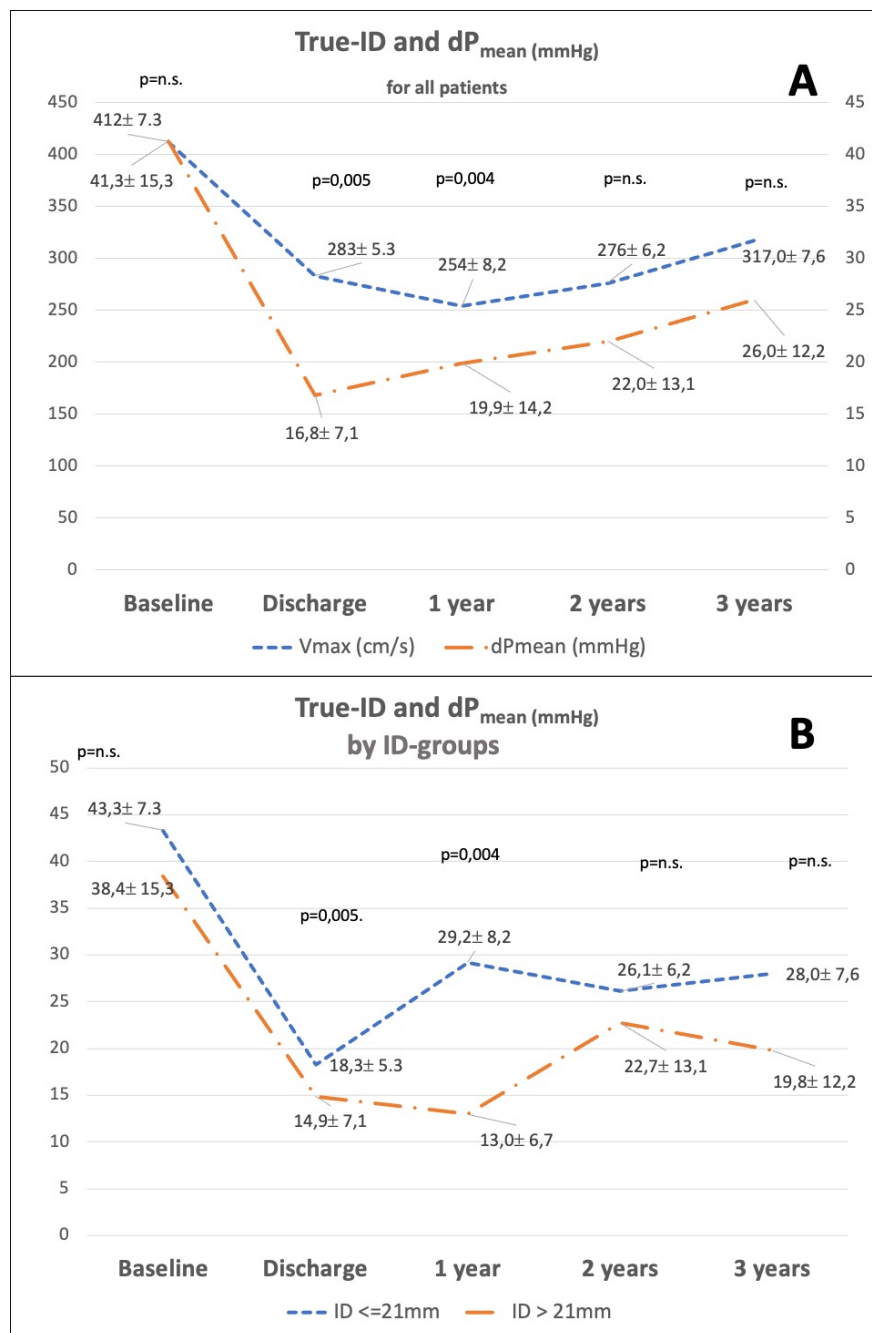 True-ID and dPmean (mmHg)
for all patients
A
p=n.s.
450
400
350
300
250
200
150
100
50
0
45
40
35
30
25
20
15
10
5
0
412± 7.3
41,3± 15,3
p=0,005
p=0,004
p=n.s.
p=n.s.
283± 5.3
254± 8,2
276± 6,2
317,0± 7,6
16,8± 7,1
19,9± 14,2
22,0± 13,1
26,0± 12,2
Baseline Discharge 1 year 2 years 3 years
Vmax (cm/s) dPmean (mmHg)
True-ID and dPmean (mmHg)
by ID-groups
B
p=n.s.
50
45
40
35
30
25
20
15
10
5
0
43,3± 7.3
38,4± 15,3
p=0,005.
p=0,004
p=n.s.
p=n.s.
18,3± 5.3
29,2± 8,2
26,1± 6,2
28,0± 7,6
14,9± 7,1
13,0± 6,7
22,7± 13,1
19,8± 12,2
Baseline Discharge 1 year 2 years 3 years
ID <=21mm ID > 21mm